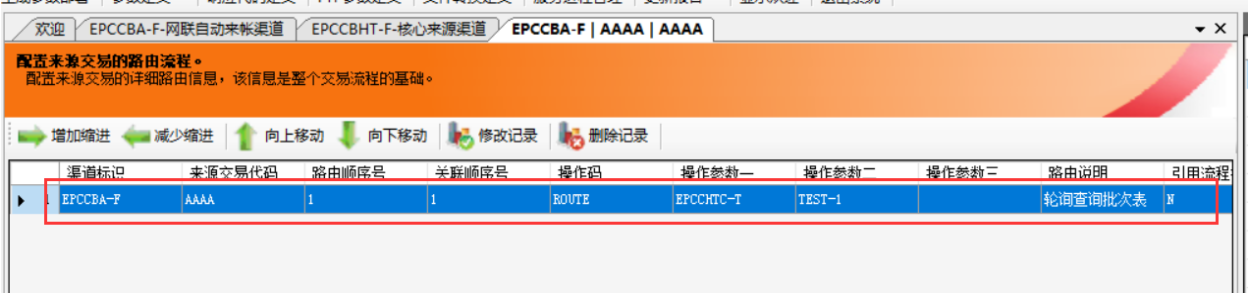 欢迎 EPCCBA-F-网联自动来帐渠道 EPCCBHT-F-核心来源渠道 EPCCBA-F | AAAA | AAAA
配置来源交易的路由流程。
配置来源交易的详细路由信息，该信息是整个交易流程的基础。
增加缩进 减少缩进 向上移动 向下移动 修改记录 删除记录
渠道标识 来源交易代码 路由顺序号 关联顺序号 操作码 操作参数一 操作参数二 操作参数三 路由说明 引用流程
1 EPCCBA-F AAAA 1 1 ROUTE EPCCHTC-T TEST-1 轮询查询批次表 N